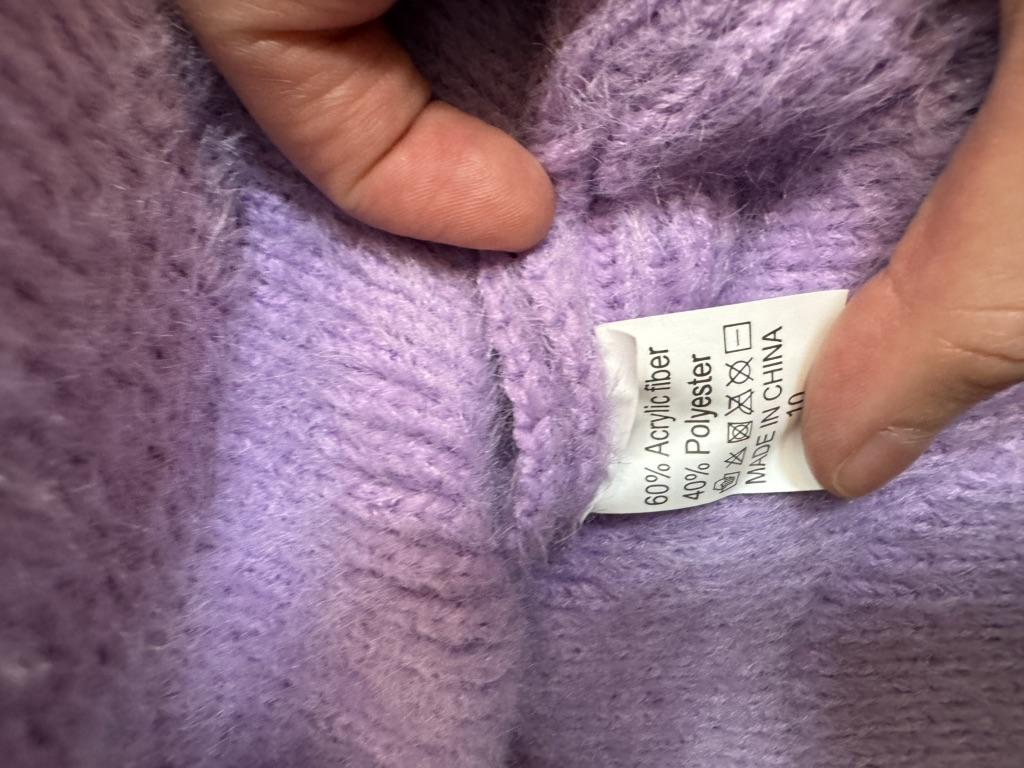 60% Acrylic fiber
40% Polyester
MADE IN CHINA
10